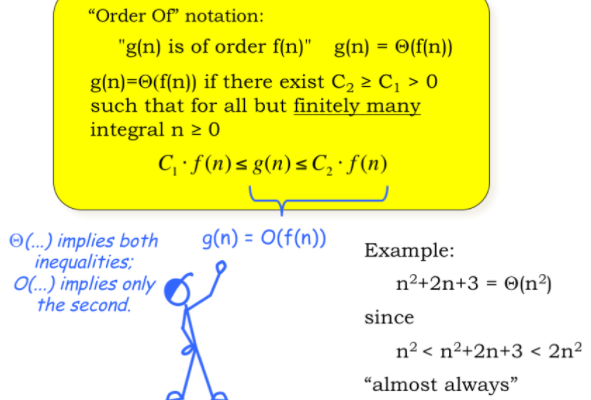 “Order Of” notation:
"g(n) is of order f(n)" g(n) = Θ(f(n))
g(n)=Θ(f(n)) if there exist C₂ ≥ C₁ > 0
such that for all but finitely many
integral n ≥ 0
C₁ · f(n) ≤ g(n) ≤ C₂ · f(n)
g(n) = O(f(n))
Θ(...) implies both
inequalities;
O(...) implies only
the second.
Example:
n²+2n+3 = Θ(n²)
since
n² < n²+2n+3 < 2n²
“almost always”